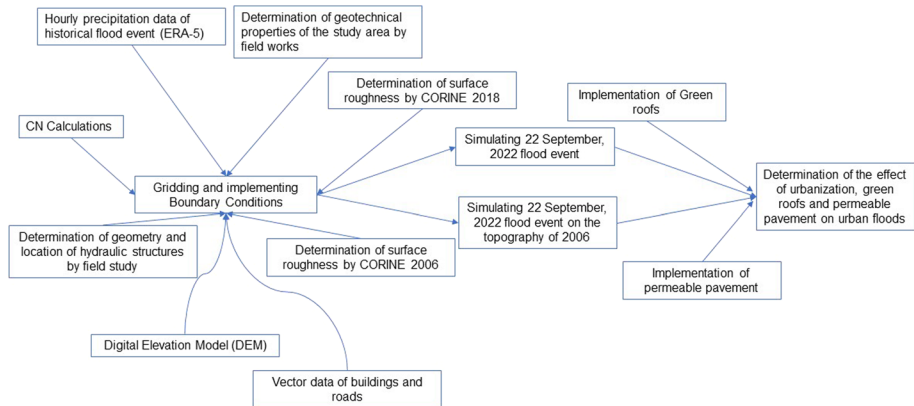 Hourly precipitation data of
historical flood event (ERA-5)
Determination of geotechnical
properties of the study area by
field works
Determination of surface
roughness by CORINE 2018
Implementation of Green
roofs
CN Calculations
Simulating 22 September,
2022 flood event
Gridding and implementing
Boundary Conditions
Determination of the effect
of urbanization, green
roofs and permeable
pavement on urban floods
Simulating 22 September,
2022 flood event on the
topography of 2006
Determination of geometry and
location of hydraulic structures
by field study
Determination of surface
roughness by CORINE 2006
Implementation of
permeable pavement
Digital Elevation Model (DEM)
Vector data of buildings and
roads